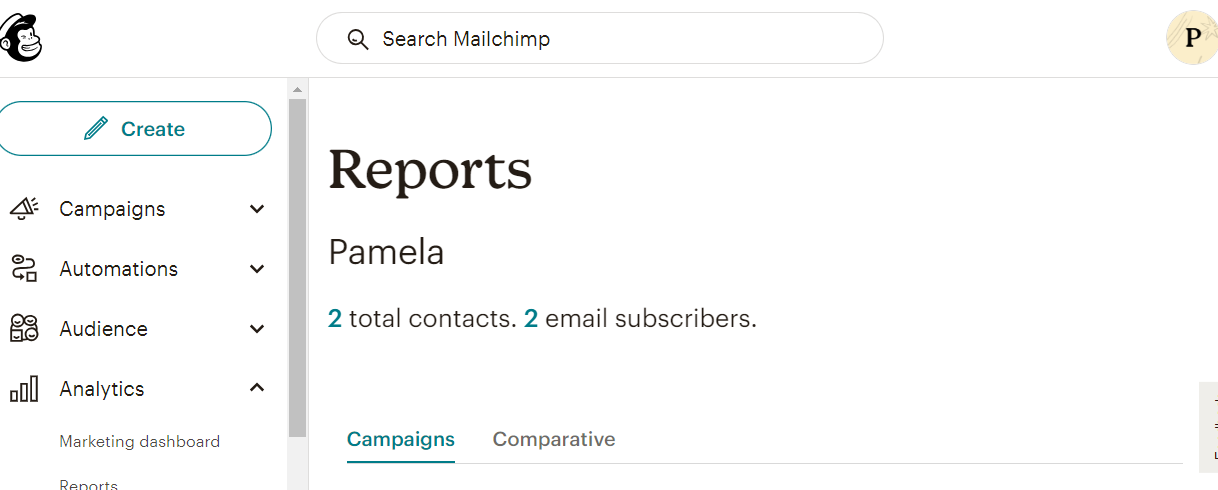 Search Mailchimp
P
Create
Campaigns
Automations
Audience
Analytics
Marketing dashboard
Reports
Reports
Pamela
2 total contacts. 2 email subscribers.
Campaigns Comparative